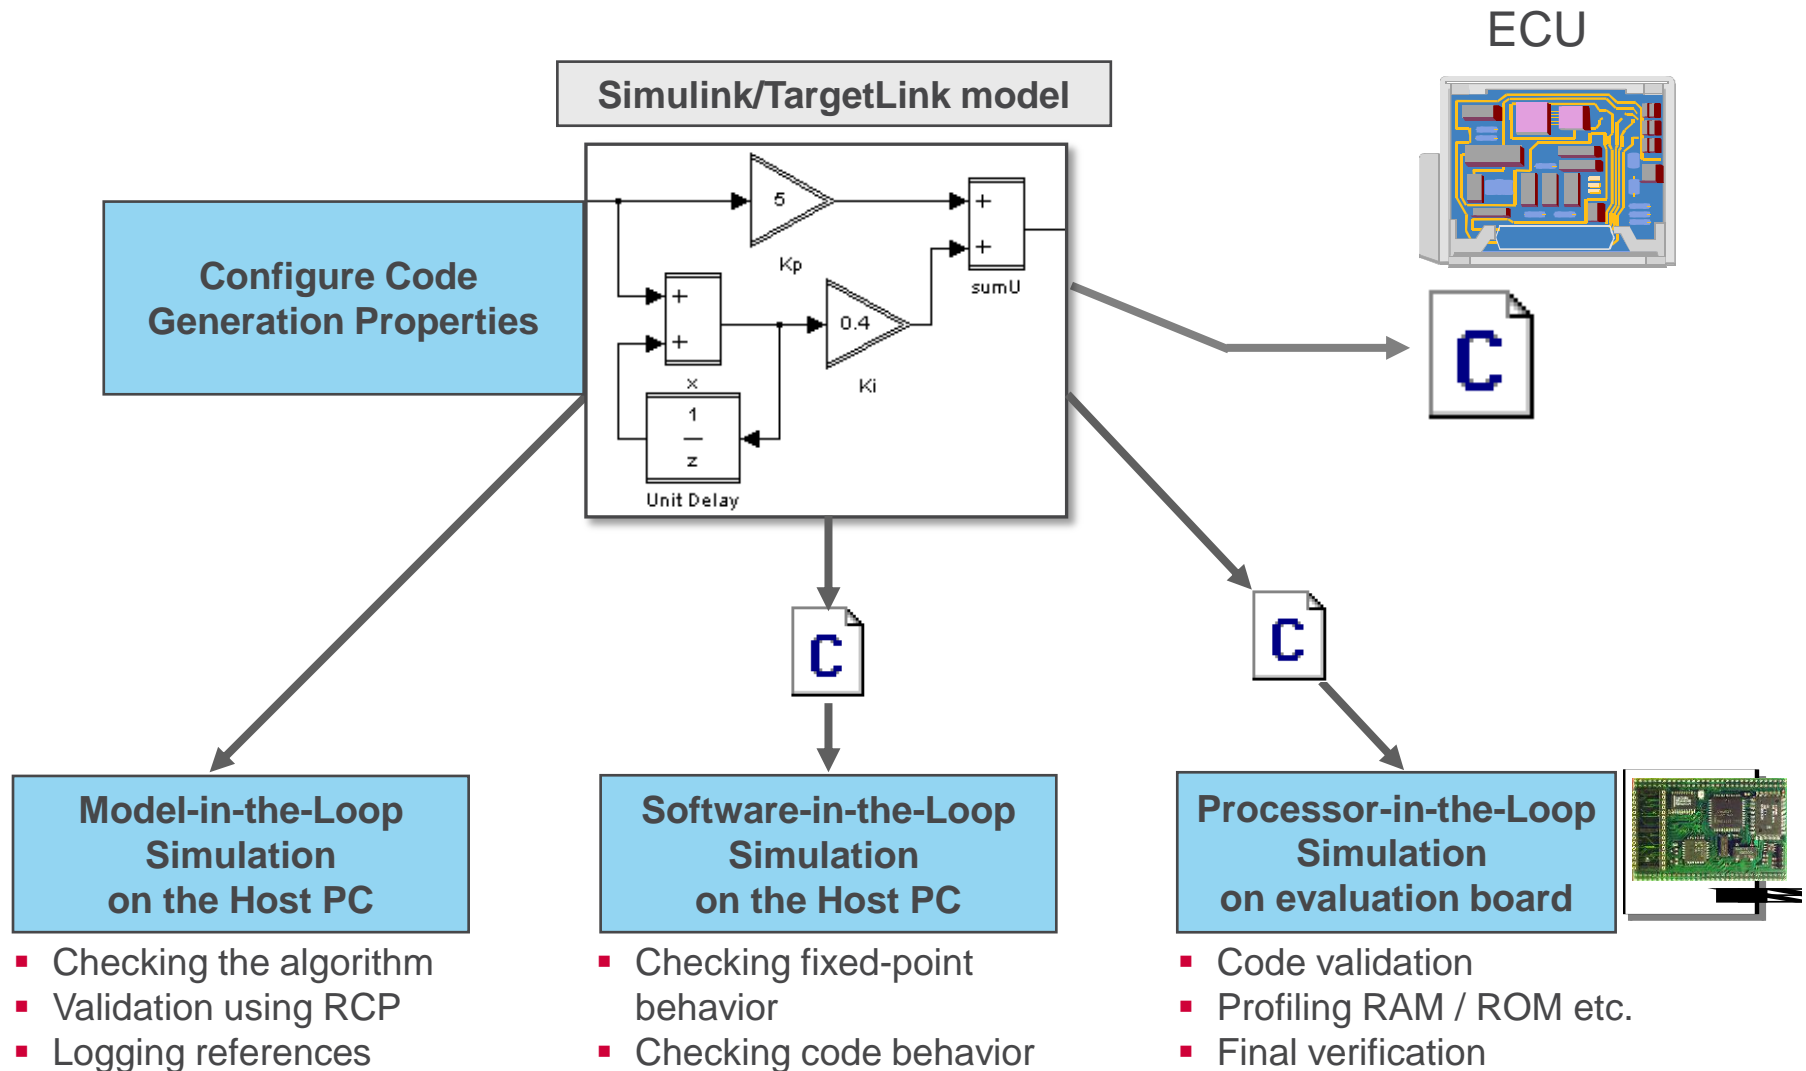 ECU
Simulink/TargetLink model
Configure Code
Generation Properties
5
Kp
+
+
sumU
+
+
x
0.4
Ki
1
z
Unit Delay
C
C
C
Model-in-the-Loop
Simulation
on the Host PC
Checking the algorithm
Validation using RCP
Logging references
Software-in-the-Loop
Simulation
on the Host PC
Checking fixed-point
behavior
Checking code behavior
Processor-in-the-Loop
Simulation
on evaluation board
Code validation
Profiling RAM / ROM etc.
Final verification